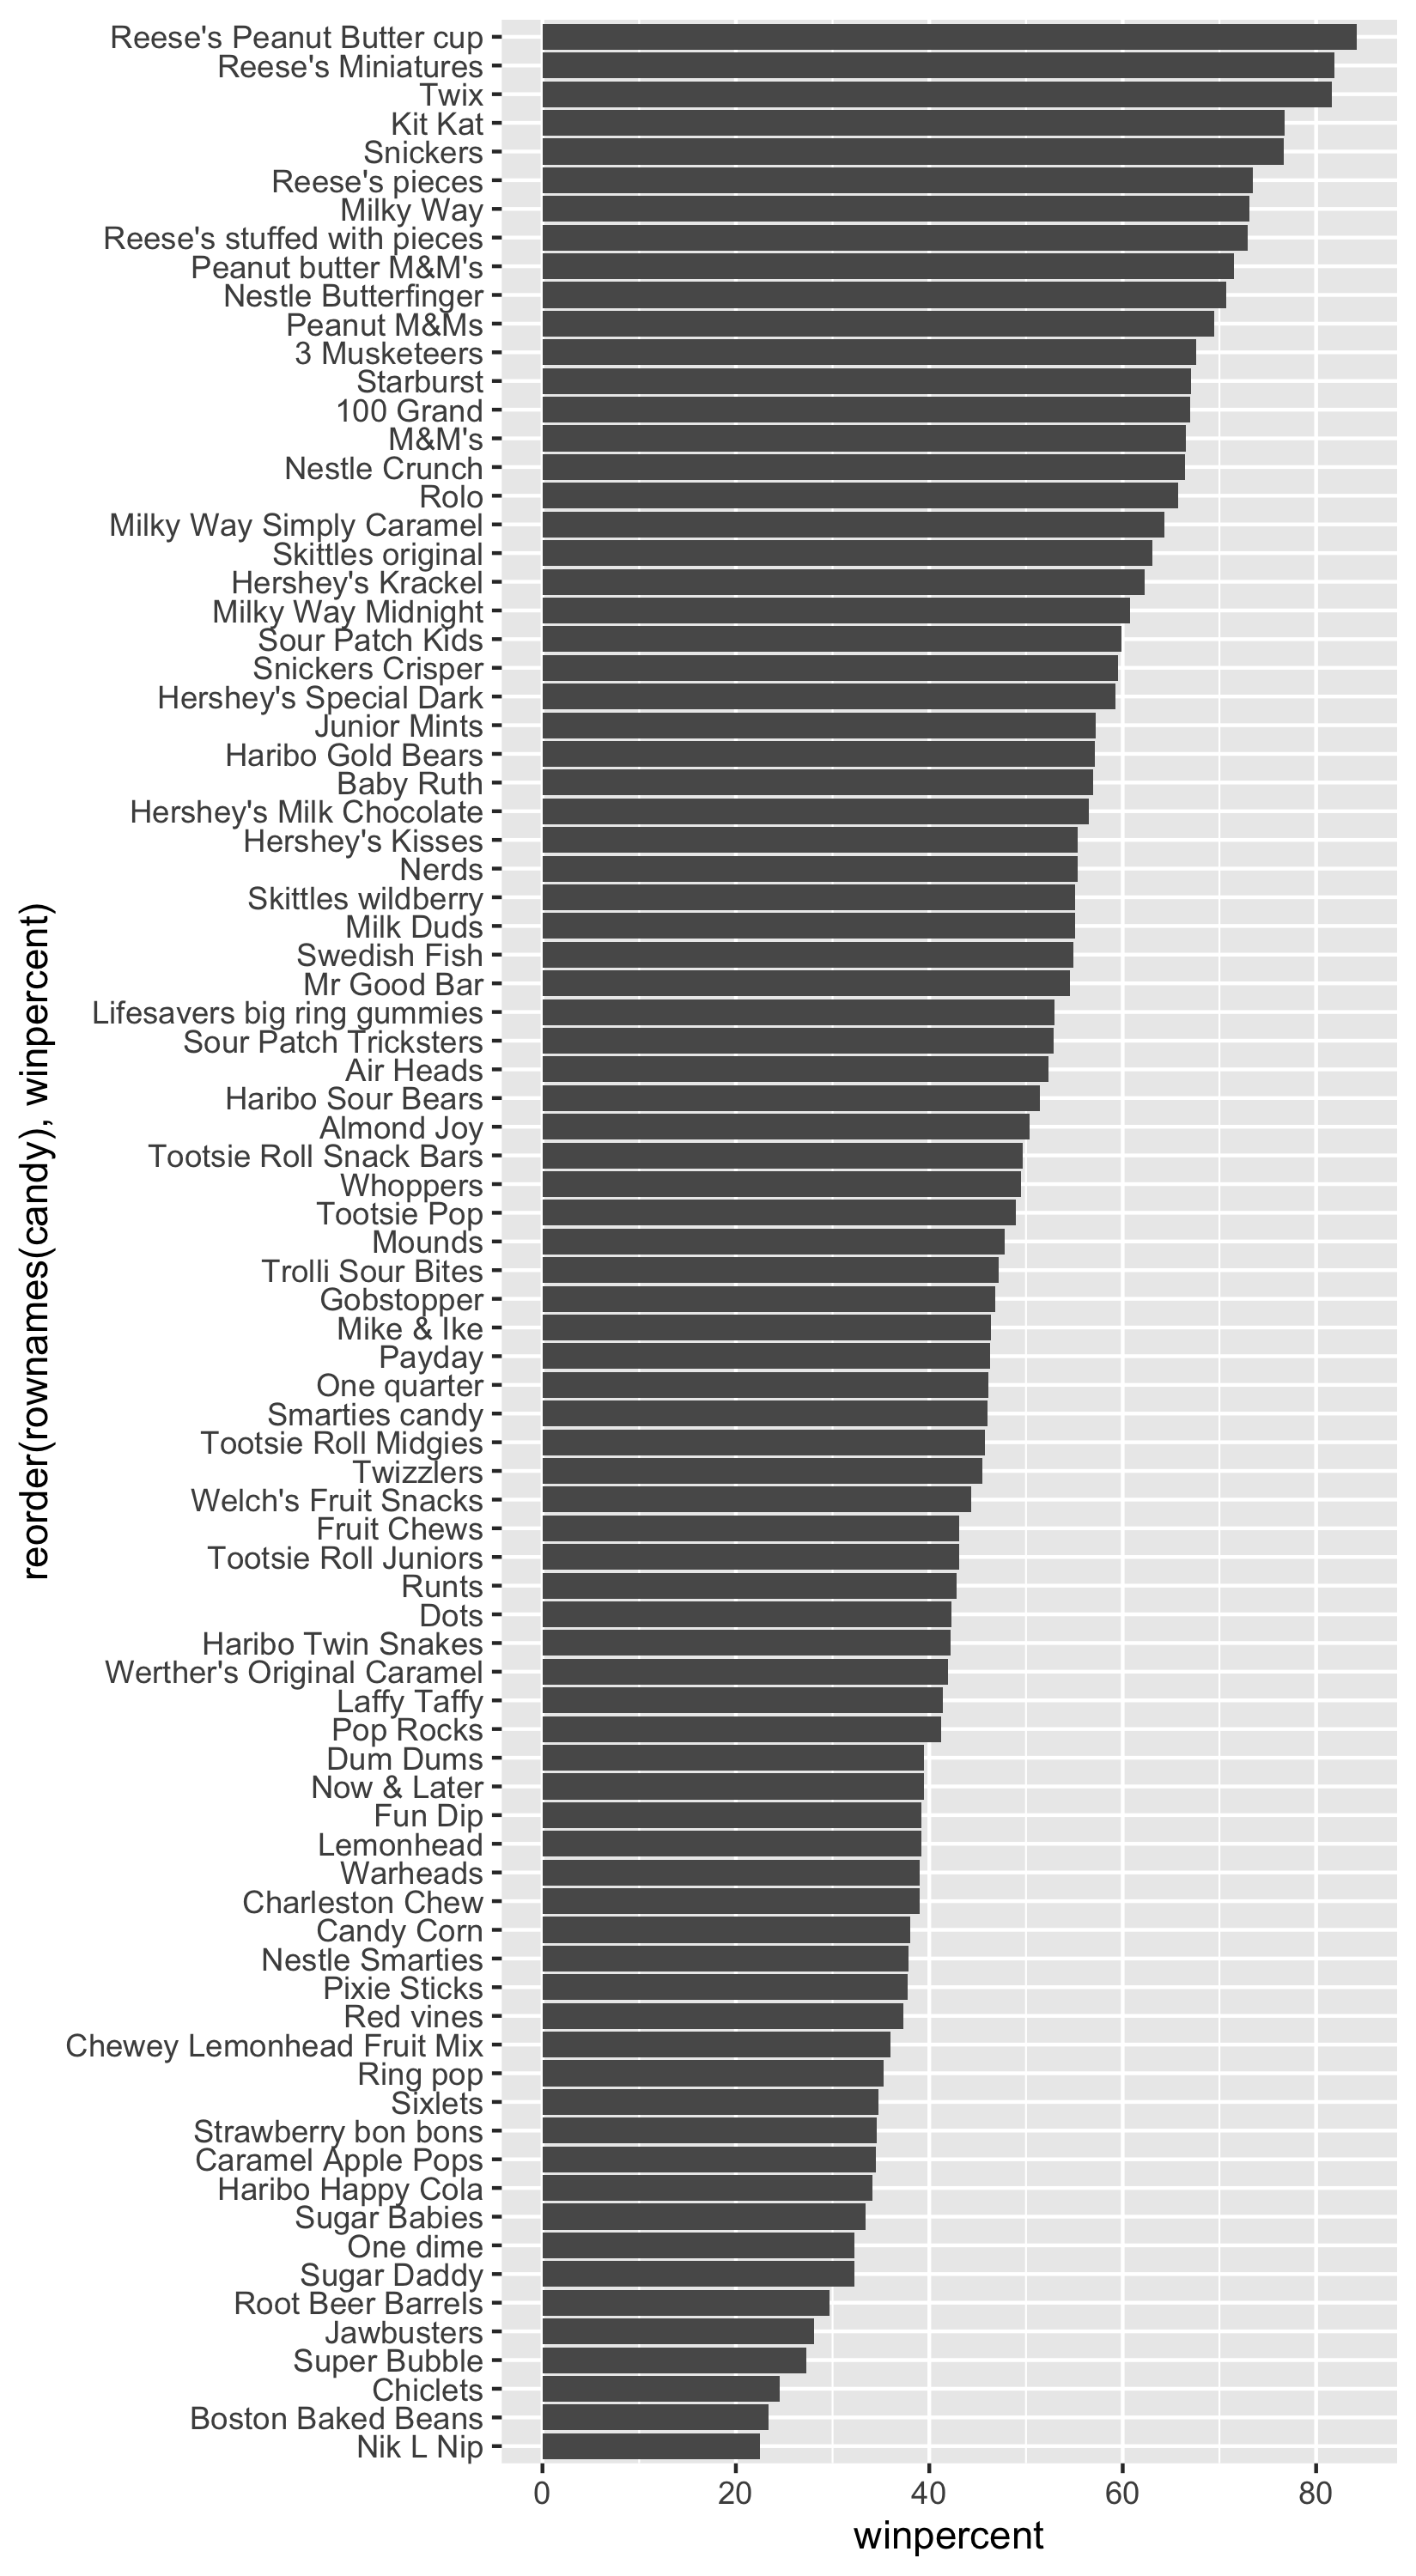 Reese's Peanut Butter cup
Reese's Miniatures
Twix
Kit Kat
Snickers
Reese's pieces
Milky Way
Reese's stuffed with pieces
Peanut butter M&M's
Nestle Butterfinger
Peanut M&Ms
3 Musketeers
Starburst
100 Grand
M&M's
Nestle Crunch
Rolo
Milky Way Simply Caramel
Skittles original
Hershey's Krackel
Milky Way Midnight
Sour Patch Kids
Snickers Crisper
Hershey's Special Dark
Junior Mints
Haribo Gold Bears
Baby Ruth
Hershey's Milk Chocolate
Hershey's Kisses
Nerds
Skittles wildberry
Milk Duds
Swedish Fish
Mr Good Bar
Lifesavers big ring gummies
Sour Patch Tricksters
Air Heads
Haribo Sour Bears
Almond Joy
Tootsie Roll Snack Bars
Whoppers
Tootsie Pop
Mounds
Trolli Sour Bites
Gobstopper
Mike & Ike
Payday
One quarter
Smarties candy
Tootsie Roll Midgies
Twizzlers
Welch's Fruit Snacks
Fruit Chews
Tootsie Roll Juniors
Runts
Dots
Haribo Twin Snakes
Werther's Original Caramel
Laffy Taffy
Pop Rocks
Dum Dums
Now & Later
Fun Dip
Lemonhead
Warheads
Charleston Chew
Candy Corn
Nestle Smarties
Pixie Sticks
Red vines
Chewey Lemonhead Fruit Mix
Ring pop
Sixlets
Strawberry bon bons
Caramel Apple Pops
Haribo Happy Cola
Sugar Babies
One dime
Sugar Daddy
Root Beer Barrels
Jawbusters
Super Bubble
Chiclets
Boston Baked Beans
Nik L Nip
reorder(rownames(candy), winpercent)
0 20 40 60 80
winpercent